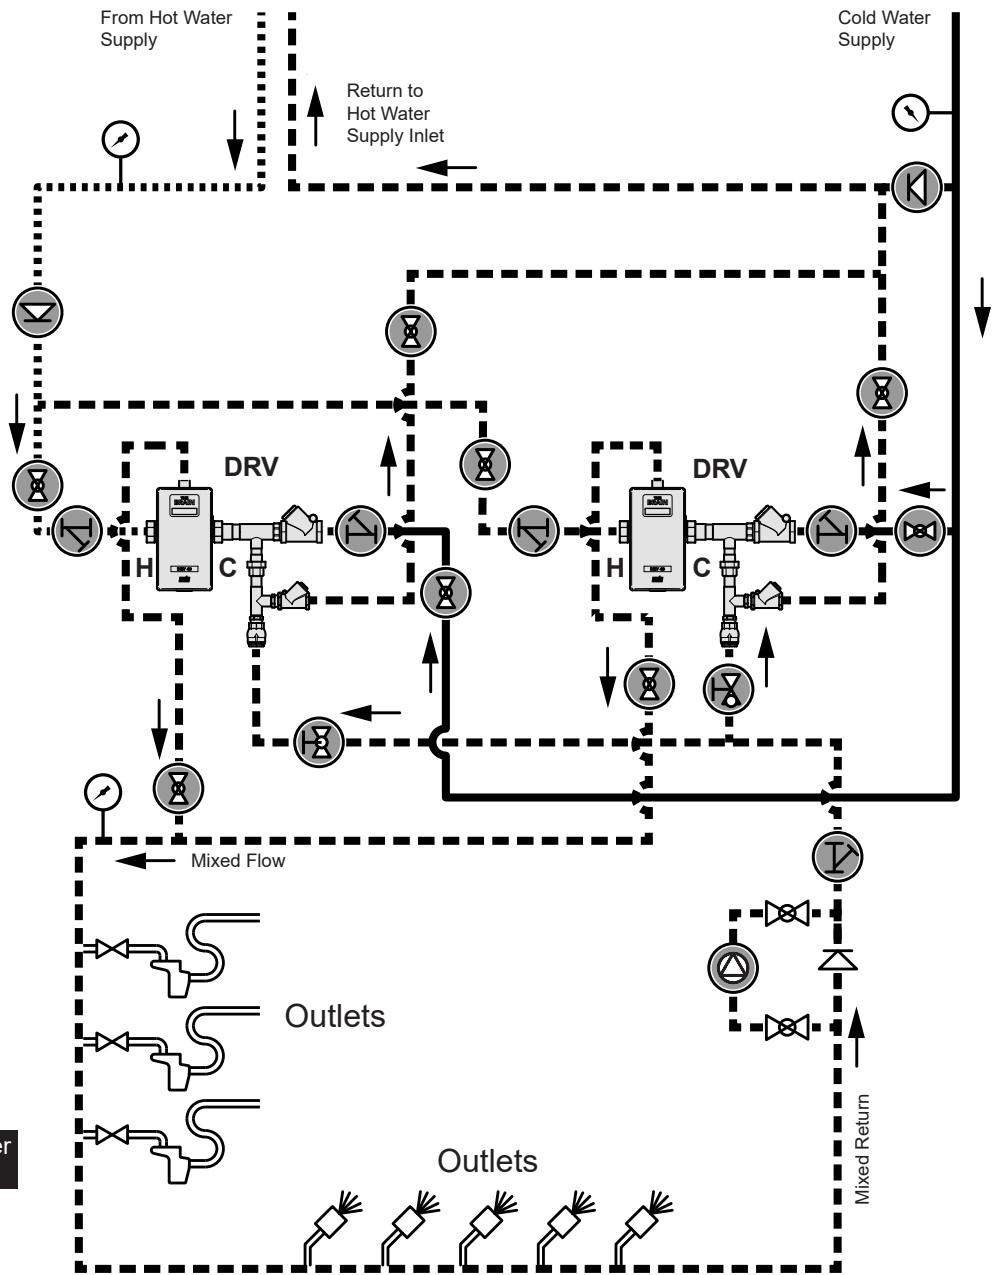 From Hot Water
Supply
Cold Water
Supply
Return to
Hot Water
Supply Inlet
DRV
DRV
H
C
H
C
Mixed Flow
Outlets
er
Outlets
Mixed Return